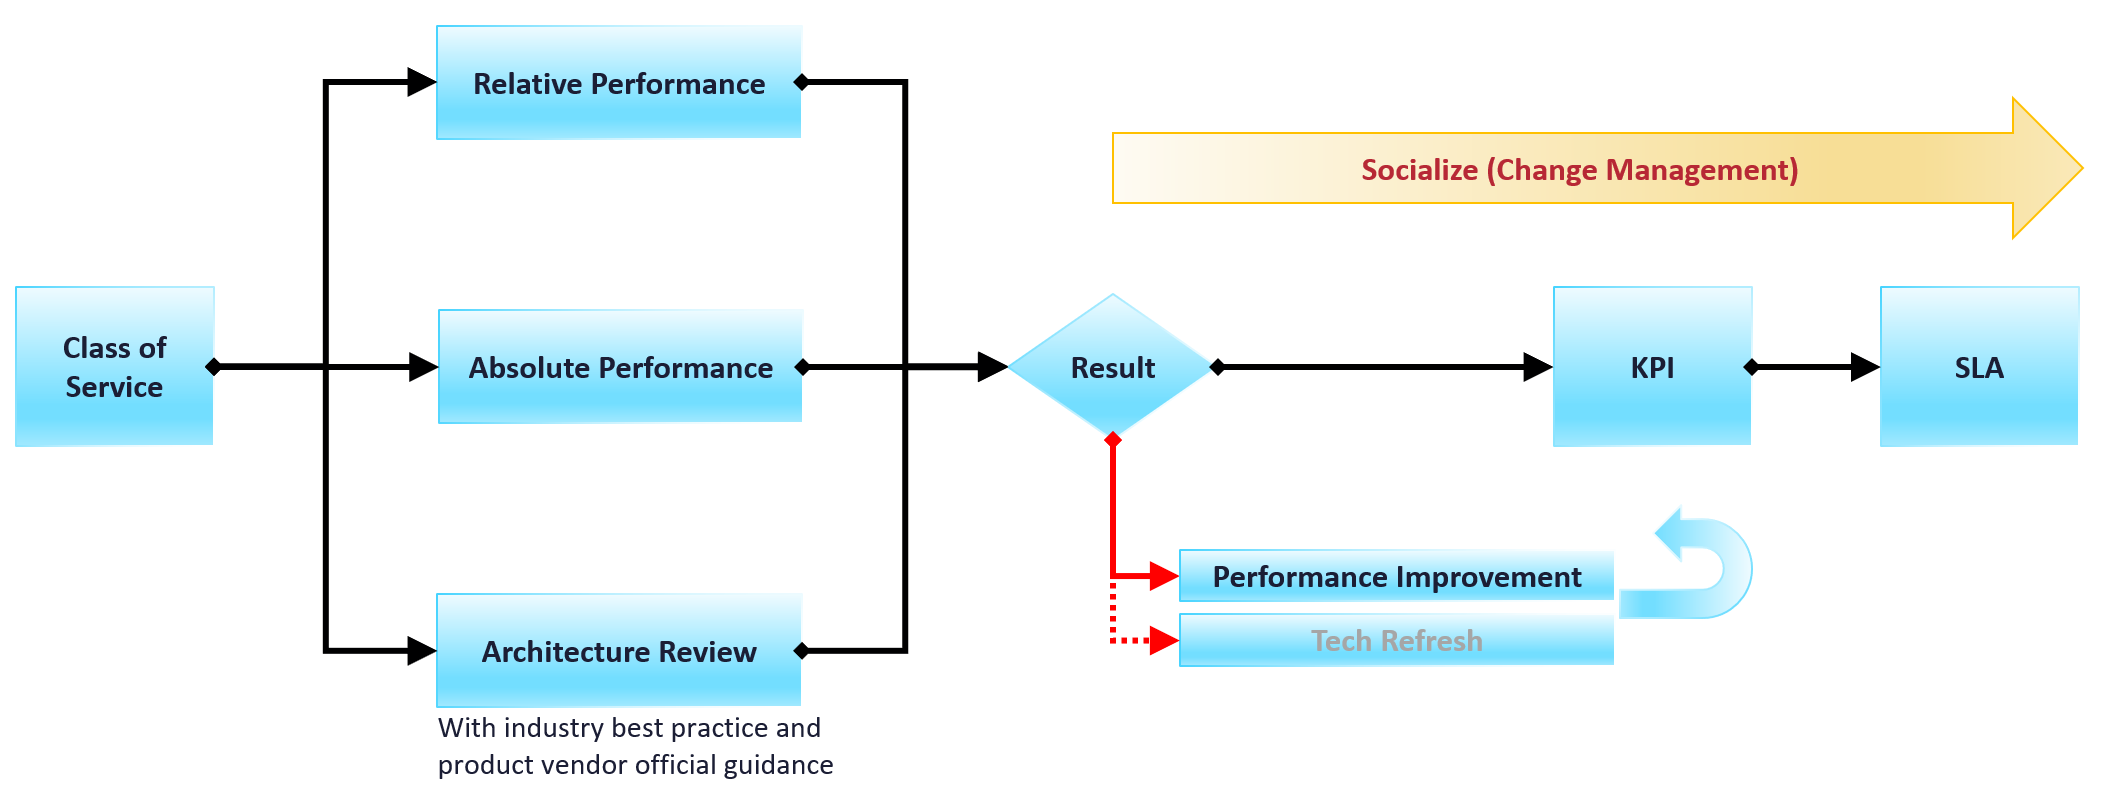 Relative Performance
Socialize (Change Management)
Class of
Service
Absolute Performance
Result
KPI
SLA
Performance Improvement
Tech Refresh
Architecture Review
With industry best practice and
product vendor official guidance